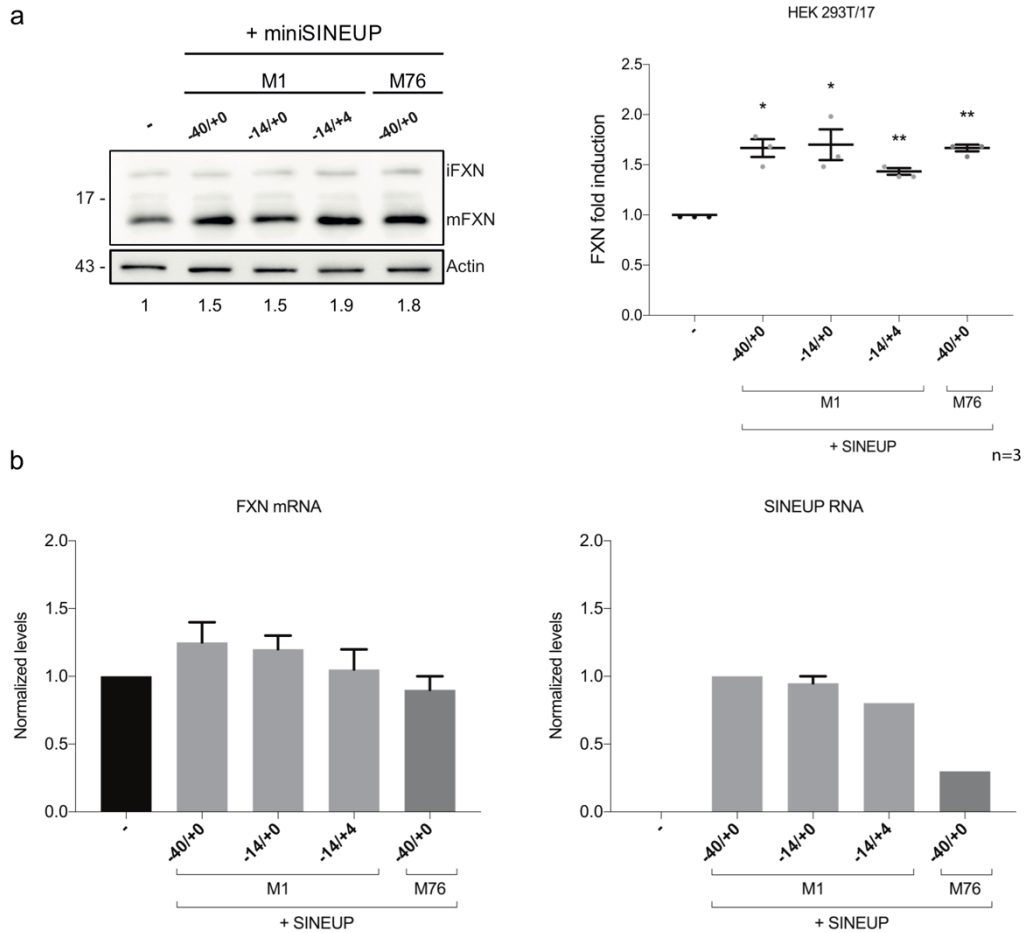 a
+ miniSINEUP
M1 M76
- -40/+0 -14/+0 -14/+4 -40/+0
iFXN
17 -
mFXN
43 - Actin
1 1.5 1.5 1.9 1.8
HEK 293T/17
FXN fold induction
2.5
2.0
1.5
1.0
0.5
0.0
* * ** **
- -40/+0 -14/+0 -14/+4 -40/+0
M1 M76
+ SINEUP
n=3
b
FXN mRNA
Normalized levels
2.0
1.5
1.0
0.5
0.0
- -40/+0 -14/+0 -14/+4 -40/+0
M1 M76
+ SINEUP
SINEUP RNA
Normalized levels
2.0
1.5
1.0
0.5
0.0
- -40/+0 -14/+0 -14/+4 -40/+0
M1 M76
+ SINEUP